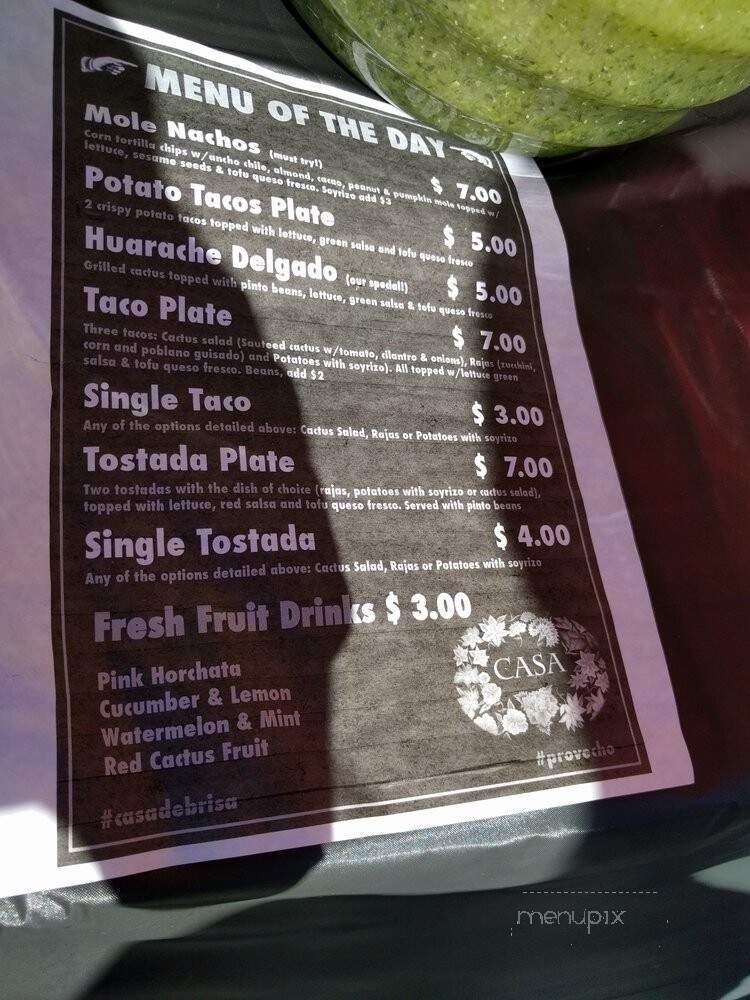 MENU OF THE DAY
Mole Nachos (must try!) $ 7.00
Corn tortilla chips w/ancho chile, almond, cacao, peanut & pumpkin mole topped w/
lettuce, sesame seeds & tofu queso fresco. Soyrizo add $3
Potato Tacos Plate $ 5.00
2 crispy potato tacos topped with lettuce, green salsa and tofu queso fresco
Huarache Delgado (our special!) $ 5.00
Grilled cactus topped with pinto beans, lettuce, green salsa & tofu queso fresco
Taco Plate $ 7.00
Three tacos: Cactus salad (Sauteed cactus w/tomato, cilantro & onions), Rajas (zucchini,
corn and poblano guisado) and Potatoes with soyrizo). All topped w/lettuce green
salsa & tofu queso fresco. Beans, add $2
Single Taco $ 3.00
Any of the options detailed above: Cactus Salad, Rajas or Potatoes with soyrizo
Tostada Plate $ 7.00
Two tostadas with the dish of choice (rajas, potatoes with soyrizo or cactus salad),
topped with lettuce, red salsa and tofu queso fresco. Served with pinto beans
Single Tostada $ 4.00
Any of the options detailed above: Cactus Salad, Rajas or Potatoes with soyrizo
Fresh Fruit Drinks $ 3.00
Pink Horchata
Cucumber & Lemon
Watermelon & Mint
Red Cactus Fruit
CASA
#provecho
#casadebrisa
menupix